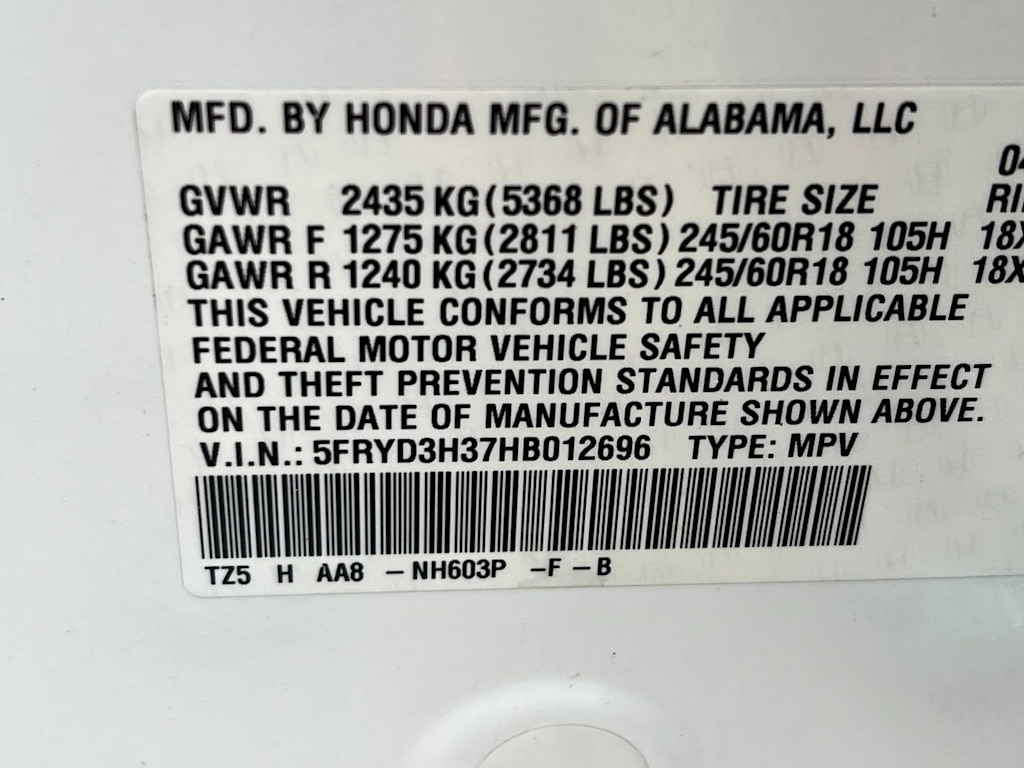 MFD. BY HONDA MFG. OF ALABAMA, LLC
04
GVWR 2435 KG (5368 LBS) TIRE SIZE
GAWR F 1275 KG (2811 LBS) 245/60R18 105H 18X
GAWR R 1240 KG (2734 LBS) 245/60R18 105H 18X
THIS VEHICLE CONFORMS TO ALL APPLICABLE
FEDERAL MOTOR VEHICLE SAFETY
AND THEFT PREVENTION STANDARDS IN EFFECT
ON THE DATE OF MANUFACTURE SHOWN ABOVE.
V.I.N.: 5FRYD3H37HB012696 TYPE: MPV
TZ5 H AA8 – NH603P – F – B